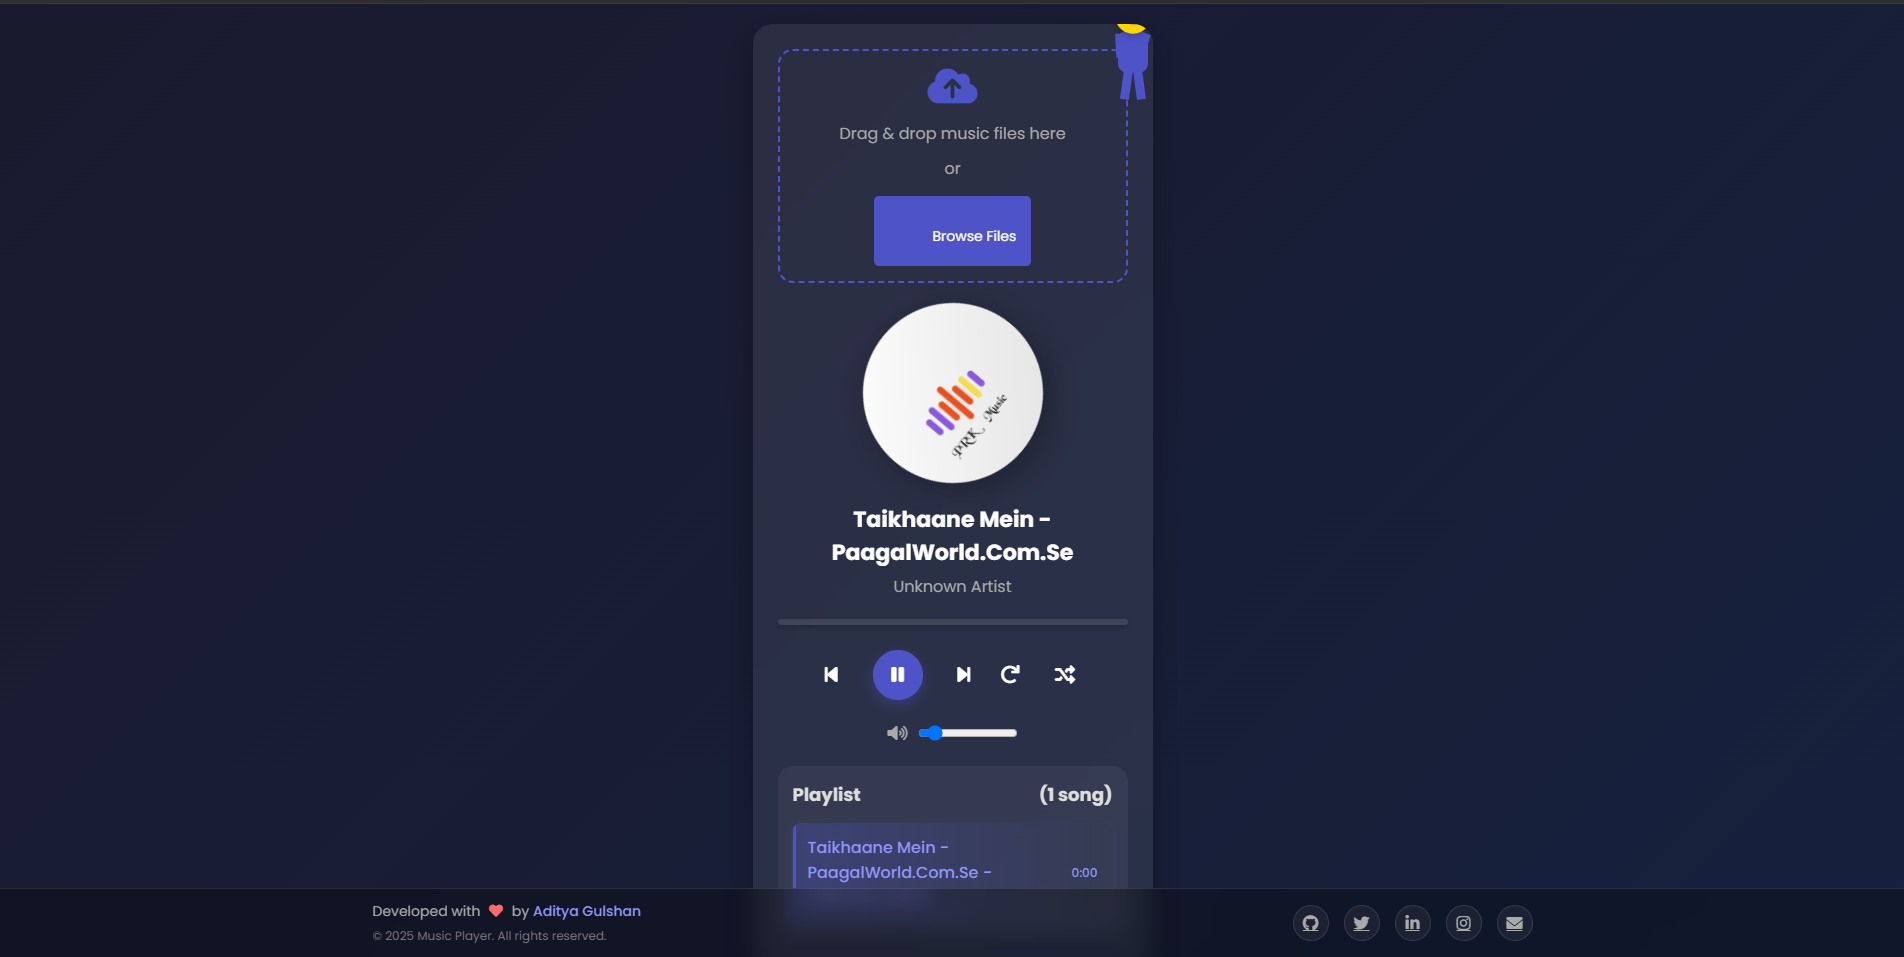 Drag & drop music files here
or
Browse Files
PRK Music
Taikhaane Mein -
PaagalWorld.Com.Se
Unknown Artist
Playlist
(1 song)
Taikhaane Mein -
PaagalWorld.Com.Se -
0:00
Developed with ❤ by Aditya Gulshan
© 2025 Music Player. All rights reserved.